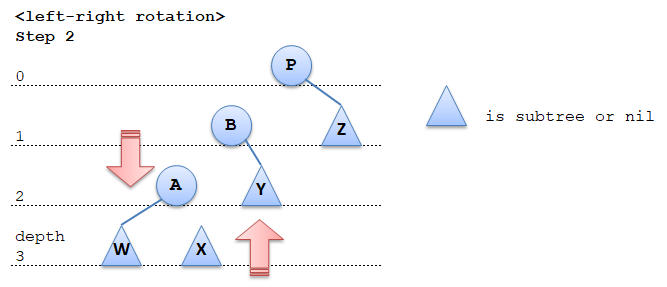 <left-right rotation>
Step 2
P
0
Z
is subtree or nil
B
1
Y
A
2
depth
W
X
3